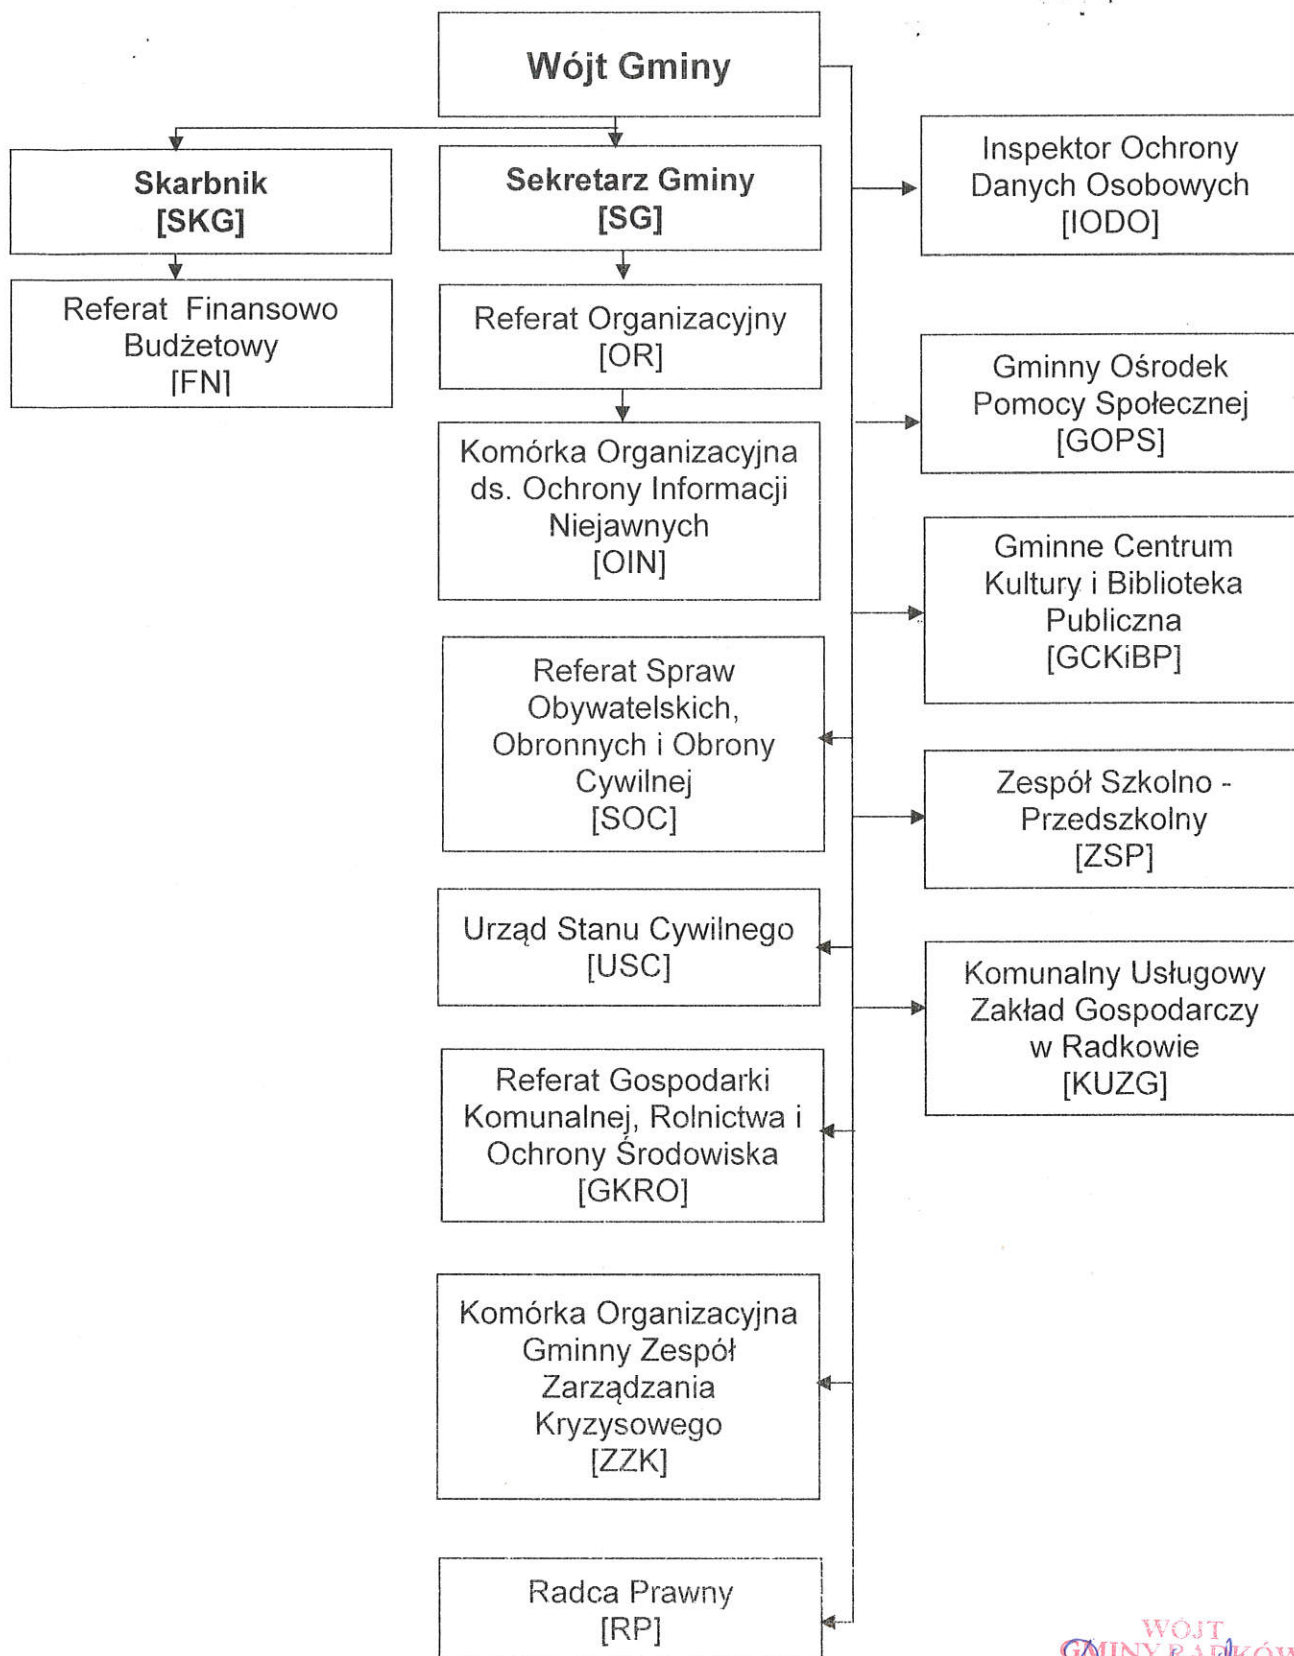 Wójt Gminy
Skarbnik
[SKG]
Sekretarz Gminy
[SG]
Inspektor Ochrony
Danych Osobowych
[IODO]
Referat Finansowo
Budżetowy
[FN]
Referat Organizacyjny
[OR]
Gminny Ośrodek
Pomocy Społecznej
[GOPS]
Komórka Organizacyjna
ds. Ochrony Informacji
Niejawnych
[OIN]
Gminne Centrum
Kultury i Biblioteka
Publiczna
[GCKiBP]
Referat Spraw
Obywatelskich,
Obronnych i Obrony
Cywilnej
[SOC]
Zespół Szkolno -
Przedszkolny
[ZSP]
Urząd Stanu Cywilnego
[USC]
Komunalny Usługowy
Zakład Gospodarczy
w Radkowie
[KUZG]
Referat Gospodarki
Komunalnej, Rolnictwa i
Ochrony Środowiska
[GKRO]
Komórka Organizacyjna
Gminny Zespół
Zarządzania
Kryzysowego
[ZZK]
Radca Prawny
[RP]
WÓJT
GMINY RADKÓW